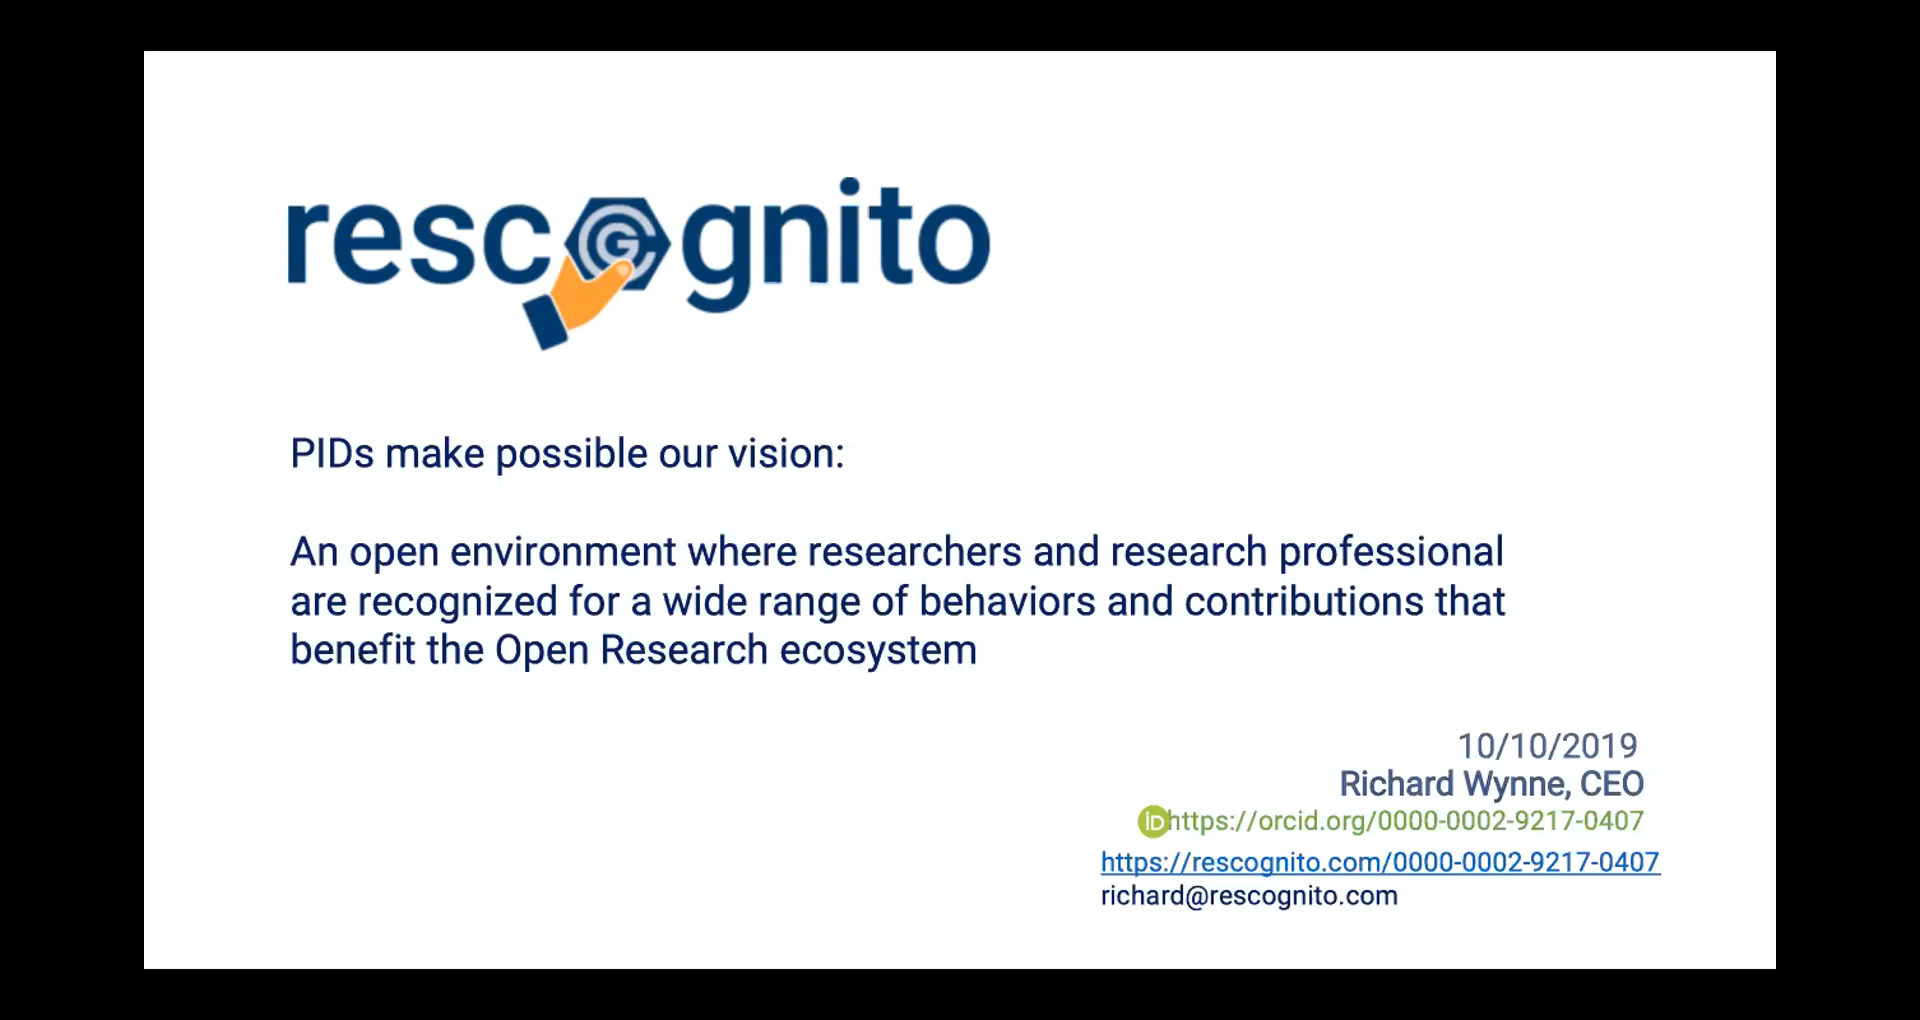 rescognito
PIDs make possible our vision:
An open environment where researchers and research professional
are recognized for a wide range of behaviors and contributions that
benefit the Open Research ecosystem
10/10/2019
Richard Wynne, CEO
iD https://orcid.org/0000-0002-9217-0407
https://rescognito.com/0000-0002-9217-0407
richard@rescognito.com